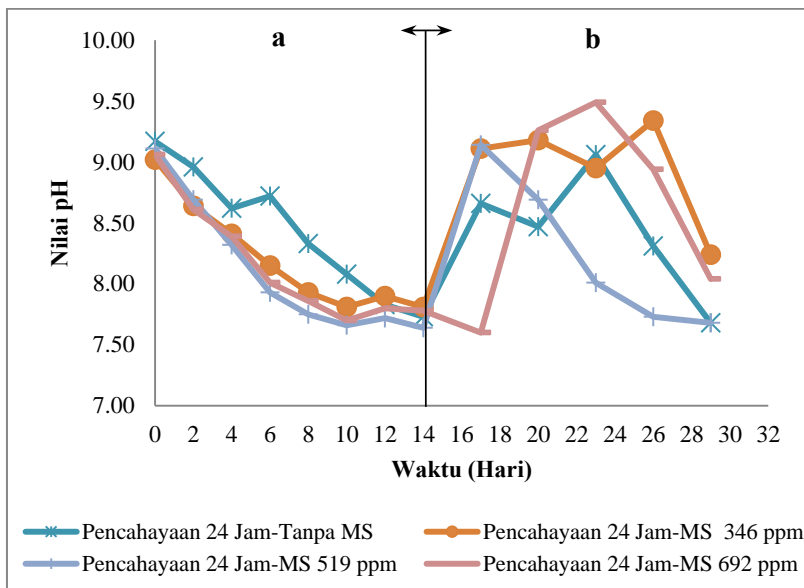 a b
10.00
9.50
9.00
8.50
8.00
7.50
7.00
Nilai pH
0 2 4 6 8 10 12 14 16 18 20 22 24 26 28 30 32
Waktu (Hari)
Pencahayaan 24 Jam-Tanpa MS Pencahayaan 24 Jam-MS 346 ppm
Pencahayaan 24 Jam-MS 519 ppm Pencahayaan 24 Jam-MS 692 ppm